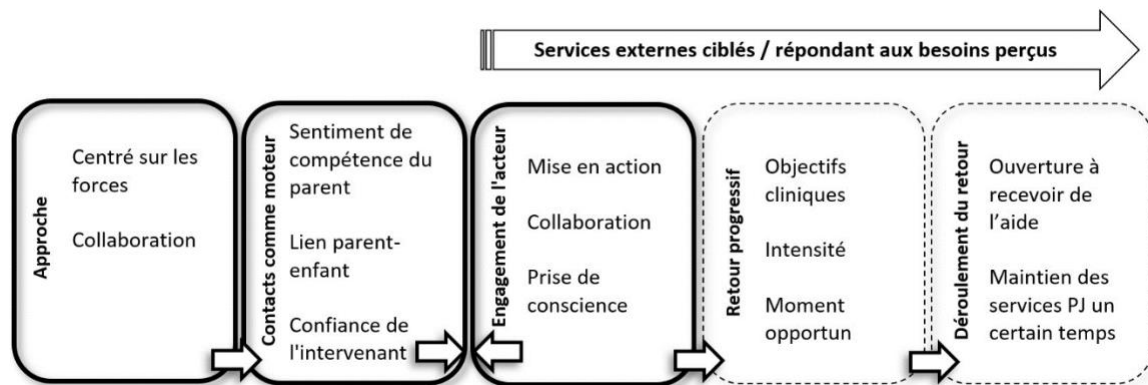 Services externes ciblés / répondant aux besoins perçus
Approche
Centré sur les
forces
Collaboration
Contacts comme moteur
Sentiment de
compétence du
parent
Lien parent-
enfant
Confiance de
l'intervenant
Engagement de l'acteur
Mise en action
Collaboration
Prise de
conscience
Retour progressif
Objectifs
cliniques
Intensité
Moment
opportun
Déroulement du retour
Ouverture à
recevoir de
l’aide
Maintien des
services PJ un
certain temps